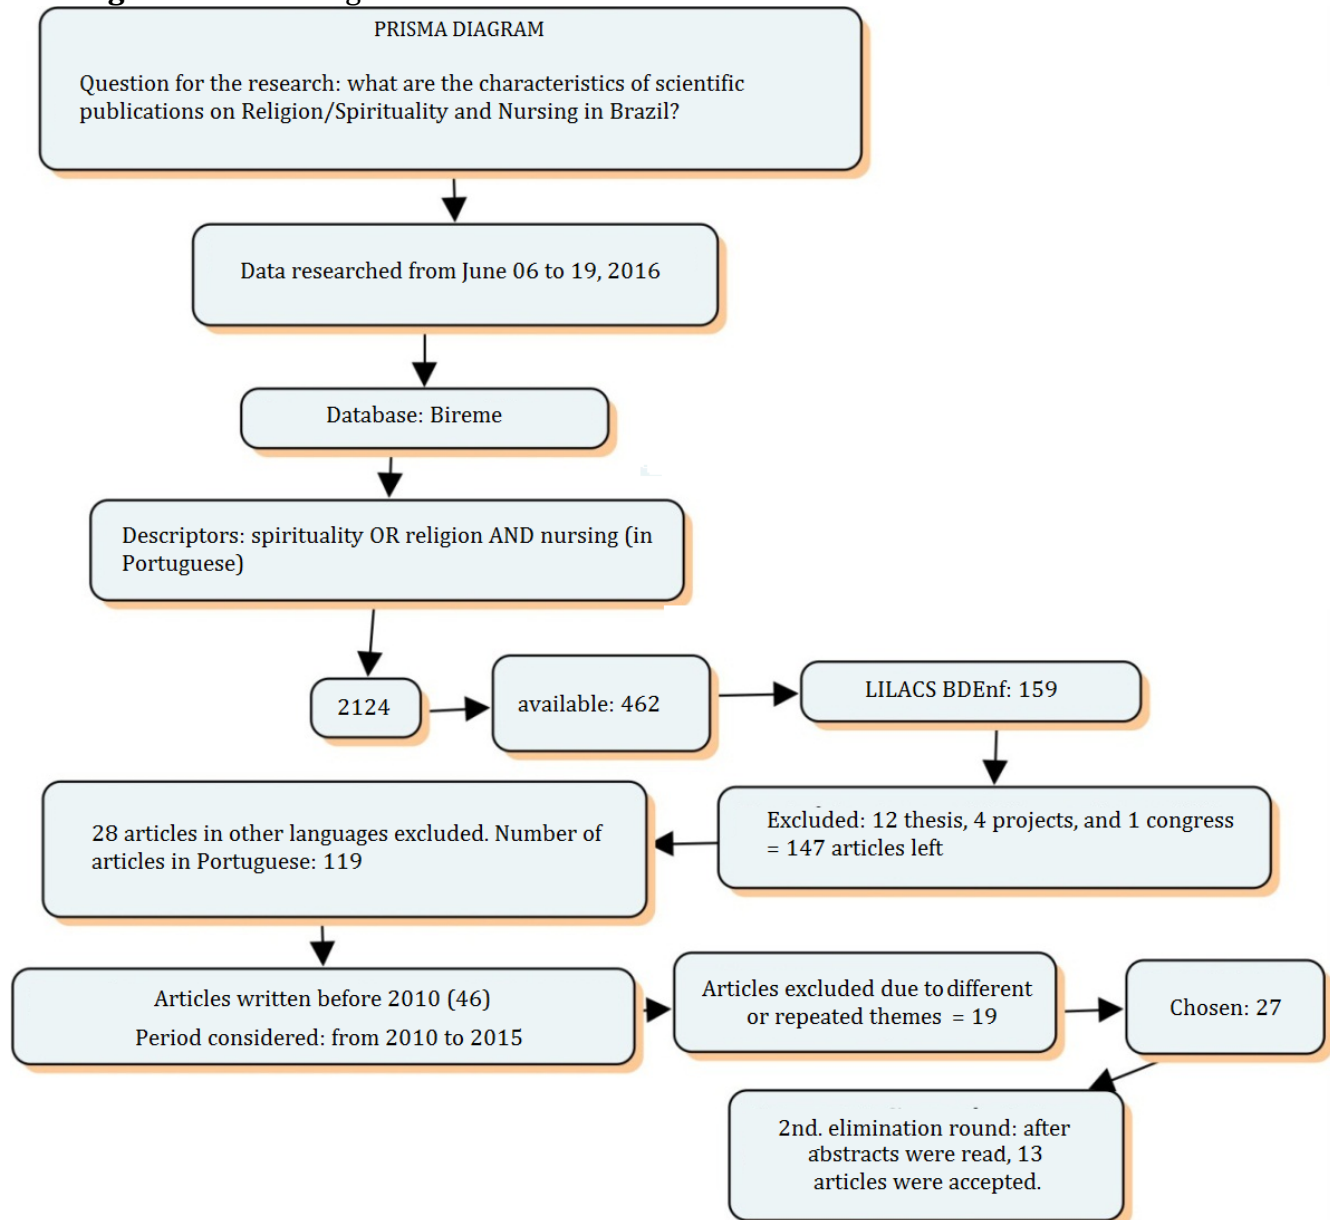 PRISMA DIAGRAM
Question for the research: what are the characteristics of scientific
publications on Religion/Spirituality and Nursing in Brazil?
Data researched from June 06 to 19, 2016
Database: Bireme
Descriptors: spirituality OR religion AND nursing (in
Portuguese)
2124
available: 462
LILACS BDEnf: 159
Excluded: 12 thesis, 4 projects, and 1 congress
= 147 articles left
28 articles in other languages excluded. Number of
articles in Portuguese: 119
Articles written before 2010 (46)
Period considered: from 2010 to 2015
Articles excluded due to different
or repeated themes = 19
Chosen: 27
2nd. elimination round: after
abstracts were read, 13
articles were accepted.